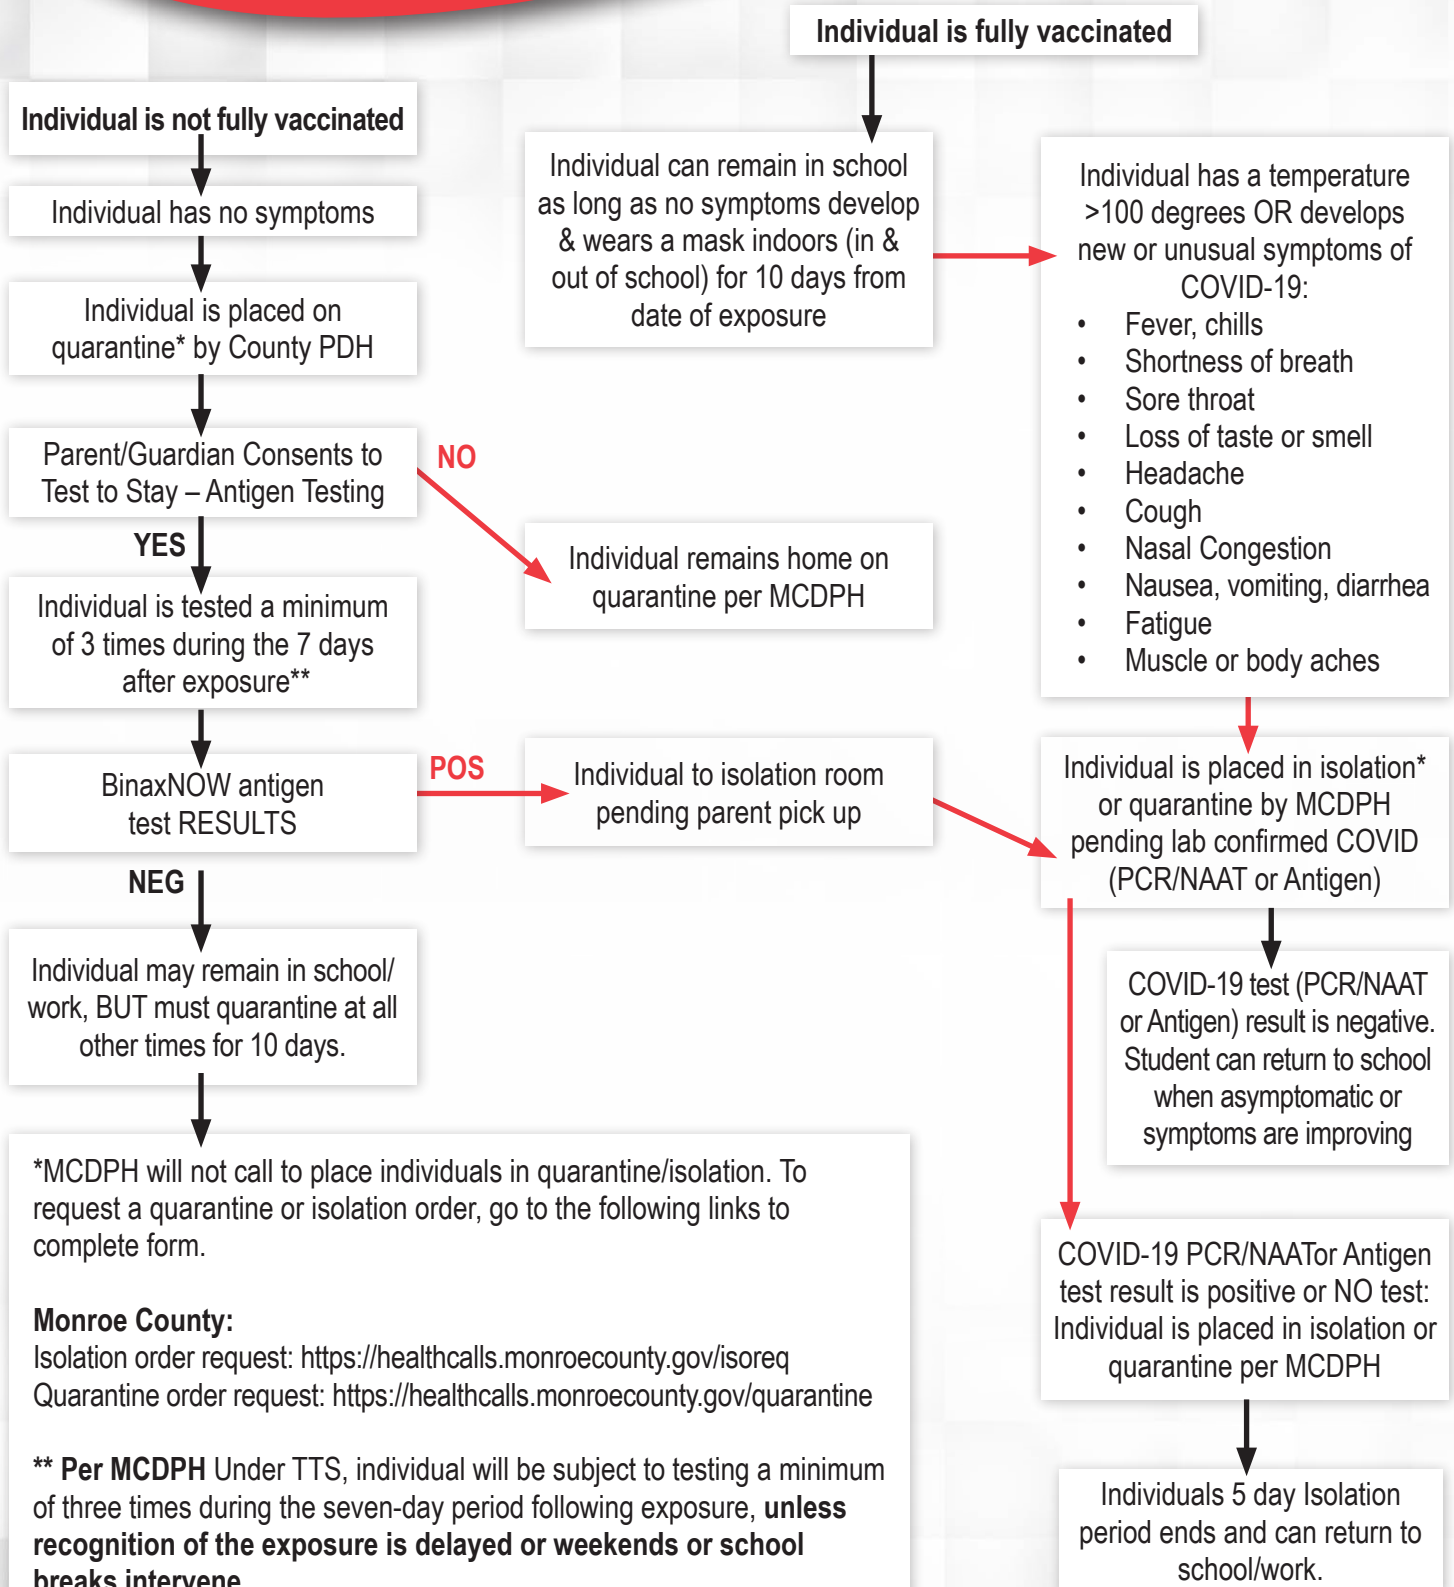 Individual is fully vaccinated
Individual is not fully vaccinated
Individual has no symptoms
Individual is placed on
quarantine* by County PDH
Parent/Guardian Consents to
Test to Stay – Antigen Testing
NO
YES
Individual remains home on
quarantine per MCDPH
Individual is tested a minimum
of 3 times during the 7 days
after exposure**
BinaxNOW antigen
test RESULTS
POS
Individual to isolation room
pending parent pick up
NEG
Individual may remain in school/
work, BUT must quarantine at all
other times for 10 days.
Individual can remain in school
as long as no symptoms develop
& wears a mask indoors (in &
out of school) for 10 days from
date of exposure
Individual has a temperature
>100 degrees OR develops
new or unusual symptoms of
COVID-19:
• Fever, chills
• Shortness of breath
• Sore throat
• Loss of taste or smell
• Headache
• Cough
• Nasal Congestion
• Nausea, vomiting, diarrhea
• Fatigue
• Muscle or body aches
Individual is placed in isolation*
or quarantine by MCDPH
pending lab confirmed COVID
(PCR/NAAT or Antigen)
COVID-19 test (PCR/NAAT
or Antigen) result is negative.
Student can return to school
when asymptomatic or
symptoms are improving
COVID-19 PCR/NAATor Antigen
test result is positive or NO test:
Individual is placed in isolation or
quarantine per MCDPH
Individuals 5 day Isolation
period ends and can return to
school/work.
*MCDPH will not call to place individuals in quarantine/isolation. To
request a quarantine or isolation order, go to the following links to
complete form.
Monroe County:
Isolation order request: https://healthcalls.monroecounty.gov/isoreq
Quarantine order request: https://healthcalls.monroecounty.gov/quarantine
** Per MCDPH Under TTS, individual will be subject to testing a minimum
of three times during the seven-day period following exposure, unless
recognition of the exposure is delayed or weekends or school
breaks intervene